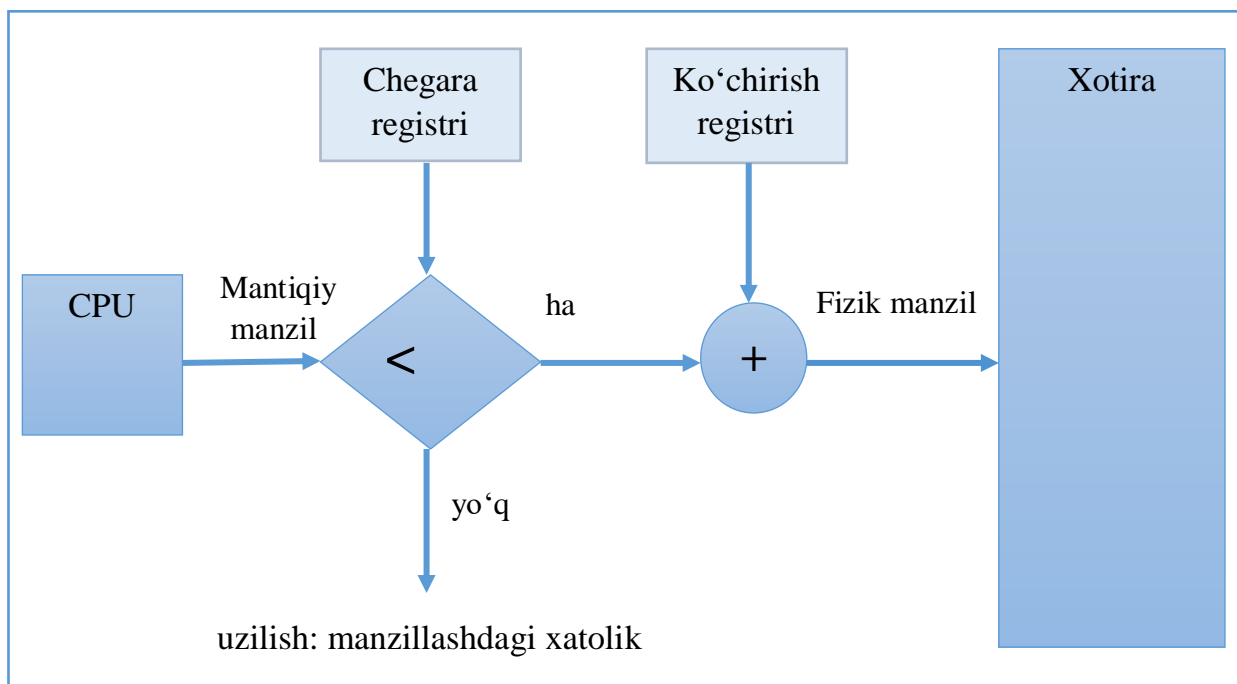 Chegara
registri
Ko‘chirish
registri
Xotira
CPU
Mantiqiy
manzil
<
ha
+
Fizik manzil
yo‘q
uzilish: manzillashdagi xatolik